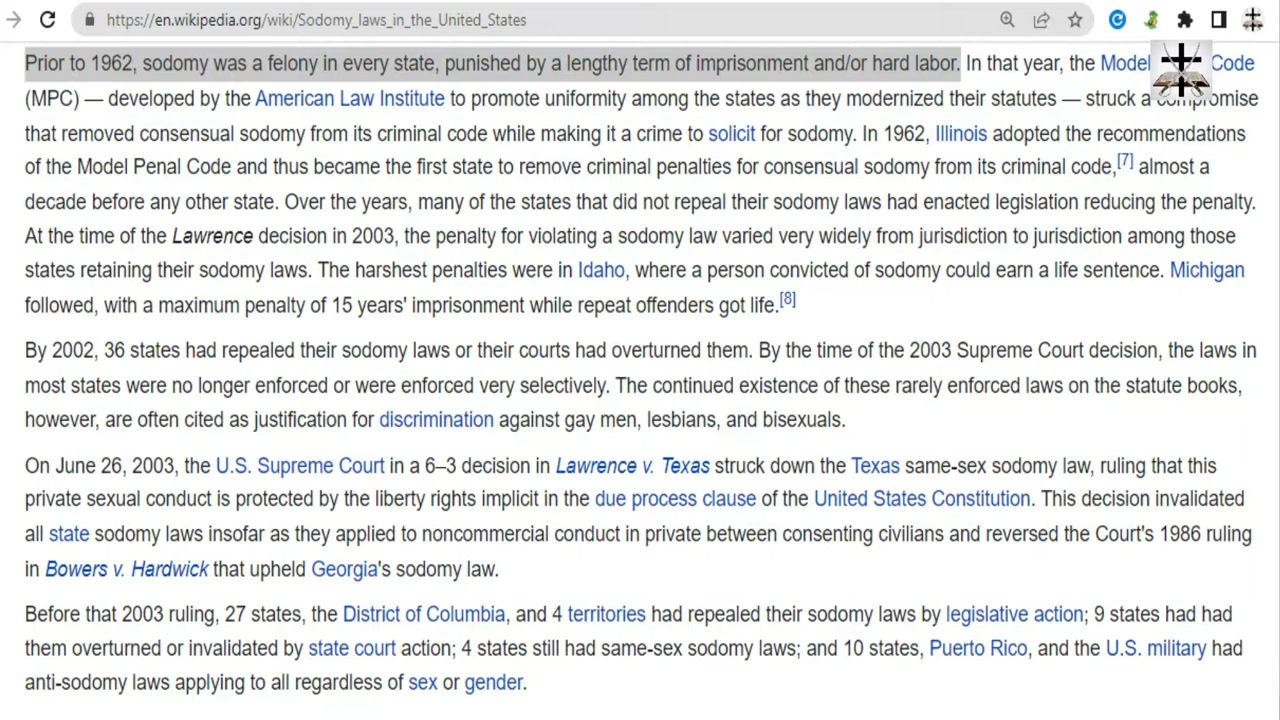 https://en.wikipedia.org/wiki/Sodomy_laws_in_the_United_States
Prior to 1962, sodomy was a felony in every state, punished by a lengthy term of imprisonment and/or hard labor. In that year, the Model Code
(MPC) — developed by the American Law Institute to promote uniformity among the states as they modernized their statutes — struck a compromise
that removed consensual sodomy from its criminal code while making it a crime to solicit for sodomy. In 1962, Illinois adopted the recommendations
of the Model Penal Code and thus became the first state to remove criminal penalties for consensual sodomy from its criminal code,[7] almost a
decade before any other state. Over the years, many of the states that did not repeal their sodomy laws had enacted legislation reducing the penalty.
At the time of the Lawrence decision in 2003, the penalty for violating a sodomy law varied very widely from jurisdiction to jurisdiction among those
states retaining their sodomy laws. The harshest penalties were in Idaho, where a person convicted of sodomy could earn a life sentence. Michigan
followed, with a maximum penalty of 15 years' imprisonment while repeat offenders got life.[8]
By 2002, 36 states had repealed their sodomy laws or their courts had overturned them. By the time of the 2003 Supreme Court decision, the laws in
most states were no longer enforced or were enforced very selectively. The continued existence of these rarely enforced laws on the statute books,
however, are often cited as justification for discrimination against gay men, lesbians, and bisexuals.
On June 26, 2003, the U.S. Supreme Court in a 6–3 decision in Lawrence v. Texas struck down the Texas same-sex sodomy law, ruling that this
private sexual conduct is protected by the liberty rights implicit in the due process clause of the United States Constitution. This decision invalidated
all state sodomy laws insofar as they applied to noncommercial conduct in private between consenting civilians and reversed the Court's 1986 ruling
in Bowers v. Hardwick that upheld Georgia's sodomy law.
Before that 2003 ruling, 27 states, the District of Columbia, and 4 territories had repealed their sodomy laws by legislative action; 9 states had had
them overturned or invalidated by state court action; 4 states still had same-sex sodomy laws; and 10 states, Puerto Rico, and the U.S. military had
anti-sodomy laws applying to all regardless of sex or gender.